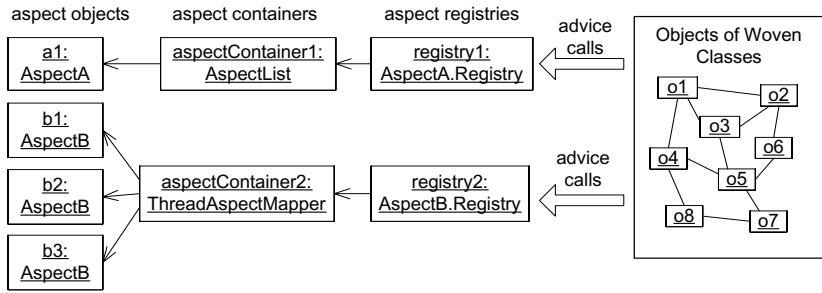 aspect objects
aspect containers
aspect registries
a1:
AspectA
aspectContainer1:
AspectList
registry1:
AspectA.Registry
advice
calls
b1:
AspectB
b2:
AspectB
b3:
AspectB
aspectContainer2:
ThreadAspectMapper
registry2:
AspectB.Registry
advice
calls
Objects of Woven
Classes
o1
o2
o3
o6
o4
o5
o8
o7